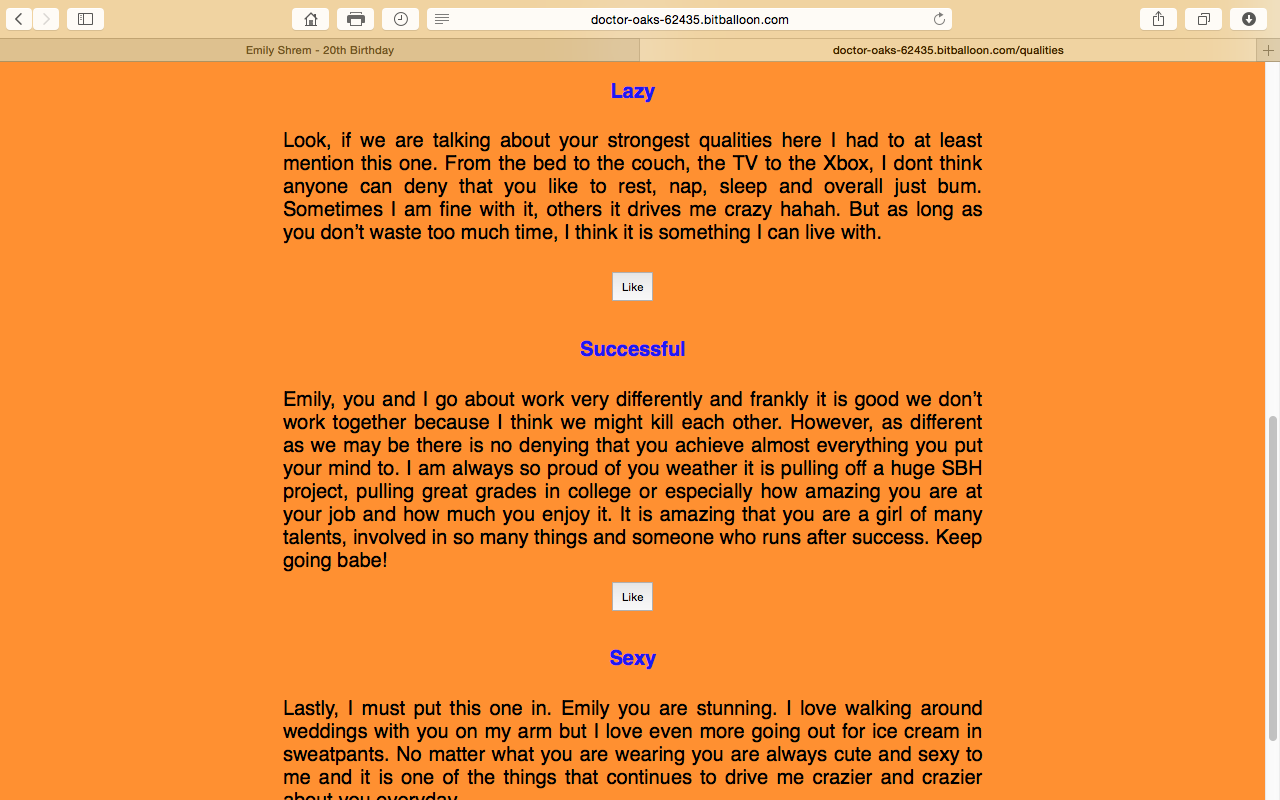 doctor-oaks-62435.bitballoon.com
Emily Shrem - 20th Birthday
doctor-oaks-62435.bitballoon.com/qualities
Lazy
Look, if we are talking about your strongest qualities here I had to at least
mention this one. From the bed to the couch, the TV to the Xbox, I dont think
anyone can deny that you like to rest, nap, sleep and overall just bum.
Sometimes I am fine with it, others it drives me crazy hahah. But as long as
you don’t waste too much time, I think it is something I can live with.
Like
Successful
Emily, you and I go about work very differently and frankly it is good we don’t
work together because I think we might kill each other. However, as different
as we may be there is no denying that you achieve almost everything you put
your mind to. I am always so proud of you weather it is pulling off a huge SBH
project, pulling great grades in college or especially how amazing you are at
your job and how much you enjoy it. It is amazing that you are a girl of many
talents, involved in so many things and someone who runs after success. Keep
going babe!
Like
Sexy
Lastly, I must put this one in. Emily you are stunning. I love walking around
weddings with you on my arm but I love even more going out for ice cream in
sweatpants. No matter what you are wearing you are always cute and sexy to
me and it is one of the things that continues to drive me crazier and crazier
about you everyday